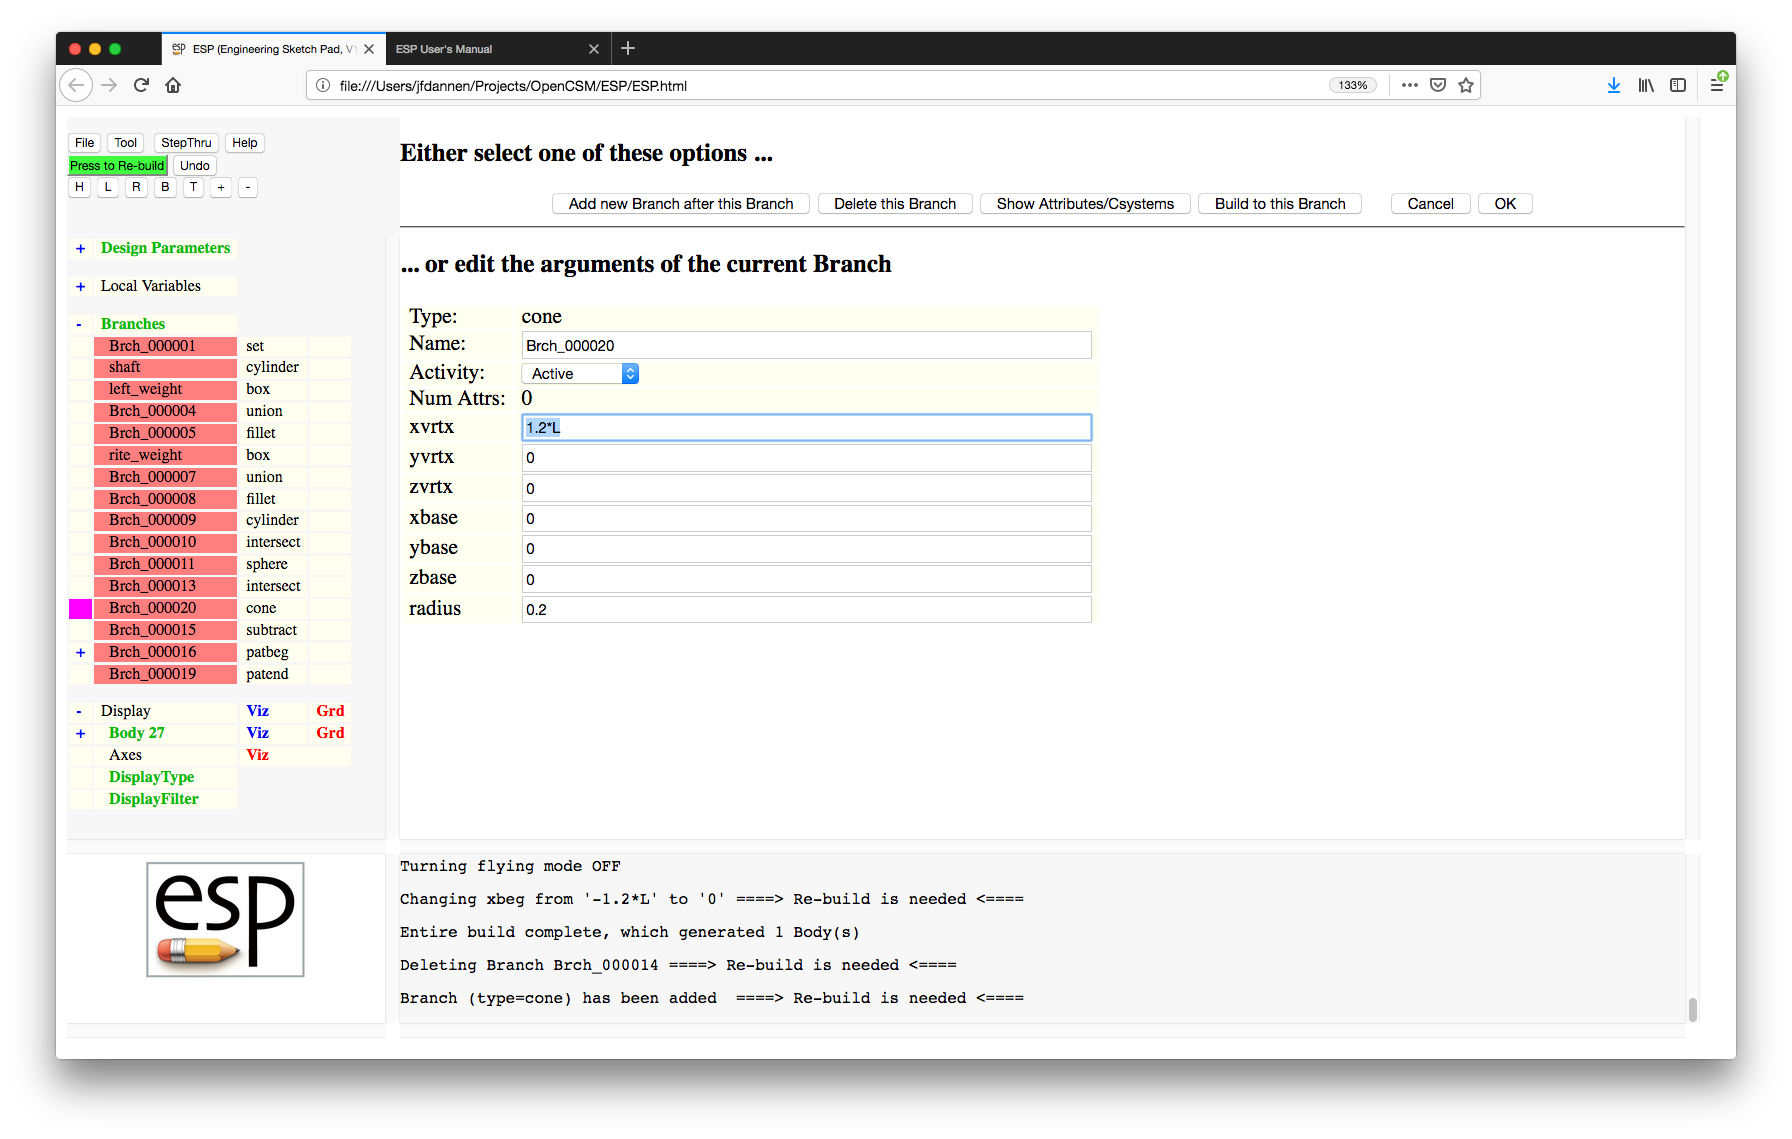 ESP (Engineering Sketch Pad, V1
ESP User's Manual
file:///Users/jfdannen/Projects/OpenCSM/ESP/ESP.html
133%
File Tool StepThru Help
Press to Re-build Undo
H L R B T + -
+ Design Parameters
+ Local Variables
- Branches
Brch_000001 set
shaft cylinder
left_weight box
Brch_000004 union
Brch_000005 fillet
rite_weight box
Brch_000007 union
Brch_000008 fillet
Brch_000009 cylinder
Brch_000010 intersect
Brch_000011 sphere
Brch_000013 intersect
Brch_000020 cone
Brch_000015 subtract
+ Brch_000016 patbeg
Brch_000019 patend
- Display Viz Grd
+ Body 27 Viz Grd
Axes Viz
DisplayType
DisplayFilter
Either select one of these options ...
Add new Branch after this Branch Delete this Branch Show Attributes/Csystems Build to this Branch Cancel OK
... or edit the arguments of the current Branch
Type: cone
Name: Brch_000020
Activity: Active
Num Attrs: 0
xvrtx 1.2*L
yvrtx 0
zvrtx 0
xbase 0
ybase 0
zbase 0
radius 0.2
esp
Turning flying mode OFF
Changing xbeg from '-1.2*L' to '0' ====> Re-build is needed <====
Entire build complete, which generated 1 Body(s)
Deleting Branch Brch_000014 ====> Re-build is needed <====
Branch (type=cone) has been added  ====> Re-build is needed <====